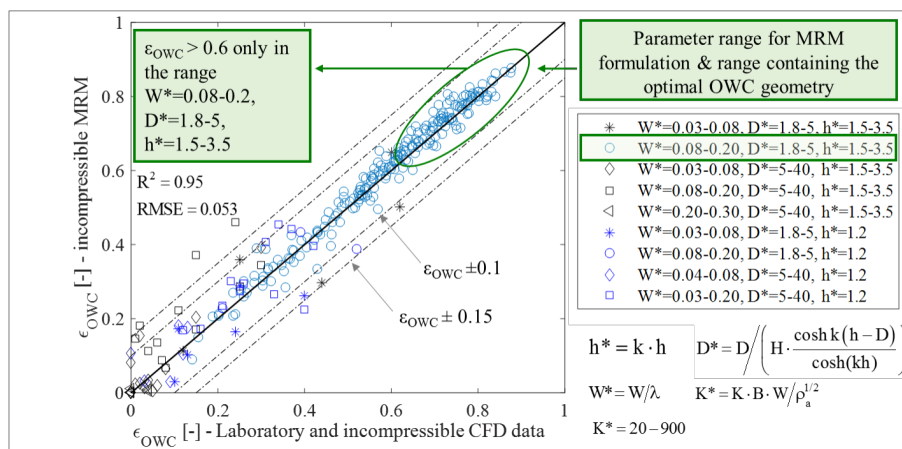 1
0.8
0.6
0.4
0.2
0
0
0.2
0.4
0.6
0.8
1
ϵOWC [-] - incompressible MRM
ϵOWC [-] - Laboratory and incompressible CFD data
εOWC > 0.6 only in
the range
W*=0.08-0.2,
D*=1.8-5,
h*=1.5-3.5
R² = 0.95
RMSE = 0.053
εOWC ±0.1
εOWC ± 0.15
Parameter range for MRM
formulation & range containing the
optimal OWC geometry
W*=0.03-0.08, D*=1.8-5, h*=1.5-3.5
W*=0.08-0.20, D*=1.8-5, h*=1.5-3.5
W*=0.03-0.08, D*=5-40, h*=1.5-3.5
W*=0.08-0.20, D*=5-40, h*=1.5-3.5
W*=0.20-0.30, D*=5-40, h*=1.5-3.5
W*=0.03-0.08, D*=1.8-5, h*=1.2
W*=0.08-0.20, D*=1.8-5, h*=1.2
W*=0.04-0.08, D*=5-40, h*=1.2
W*=0.03-0.20, D*=5-40, h*=1.2
h* = k · h
D* = D/(H · cosh k (h − D) / cosh(kh))
W* = W/λ
K* = K · B · W/ρa^1/2
K* = 20 − 900